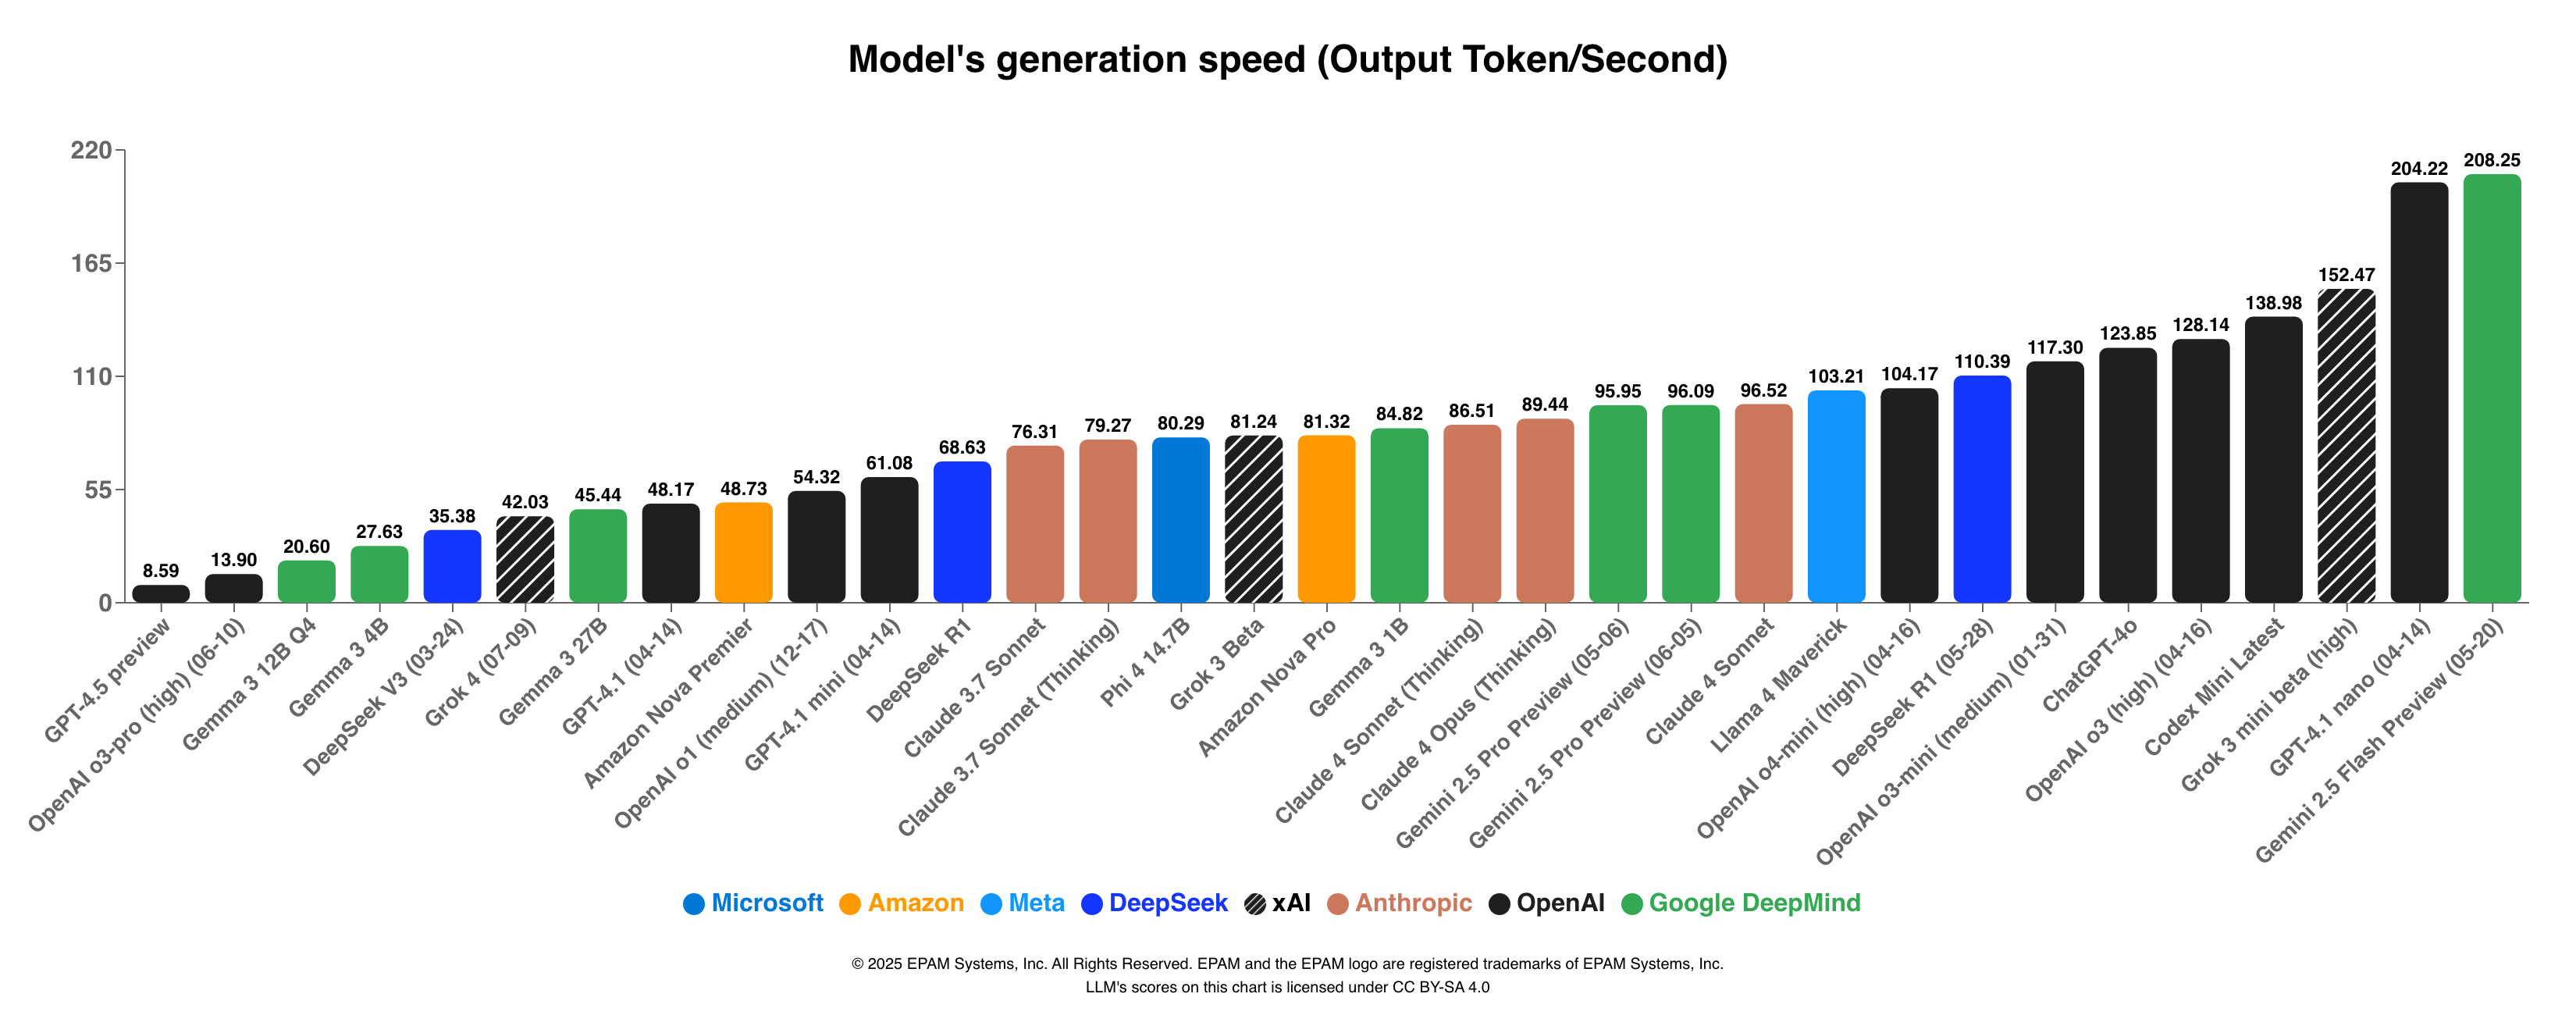 Model's generation speed (Output Token/Second)
220
165
110
55
0
8.59
13.90
20.60
27.63
35.38
42.03
45.44
48.17
48.73
54.32
61.08
68.63
76.31
79.27
80.29
81.24
81.32
84.82
86.51
89.44
95.95
96.09
96.52
103.21
104.17
110.39
117.30
123.85
128.14
138.98
152.47
204.22
208.25
GPT-4.5 preview
OpenAI o3-pro (high) (06-10)
Gemma 3 12B Q4
Gemma 3 4B
DeepSeek V3 (03-24)
Grok 4 (07-09)
Gemma 3 27B
GPT-4.1 (04-14)
Amazon Nova Premier
OpenAI o1 (medium) (12-17)
GPT-4.1 mini (04-14)
DeepSeek R1
Claude 3.7 Sonnet
Claude 3.7 Sonnet (Thinking)
Phi 4 14.7B
Grok 3 Beta
Amazon Nova Pro
Gemma 3 1B
Claude 4 Sonnet (Thinking)
Claude 4 Opus (Thinking)
Gemini 2.5 Pro Preview (05-06)
Gemini 2.5 Pro Preview (06-05)
Claude 4 Sonnet
Llama 4 Maverick
OpenAI o4-mini (high) (04-16)
DeepSeek R1 (05-28)
OpenAI o3-mini (medium) (01-31)
ChatGPT-4o
OpenAI o3 (high) (04-16)
Codex Mini Latest
Grok 3 mini beta (high)
GPT-4.1 nano (04-14)
Gemini 2.5 Flash Preview (05-20)
Microsoft Amazon Meta DeepSeek xAI Anthropic OpenAI Google DeepMind
© 2025 EPAM Systems, Inc. All Rights Reserved. EPAM and the EPAM logo are registered trademarks of EPAM Systems, Inc.
LLM's scores on this chart is licensed under CC BY-SA 4.0